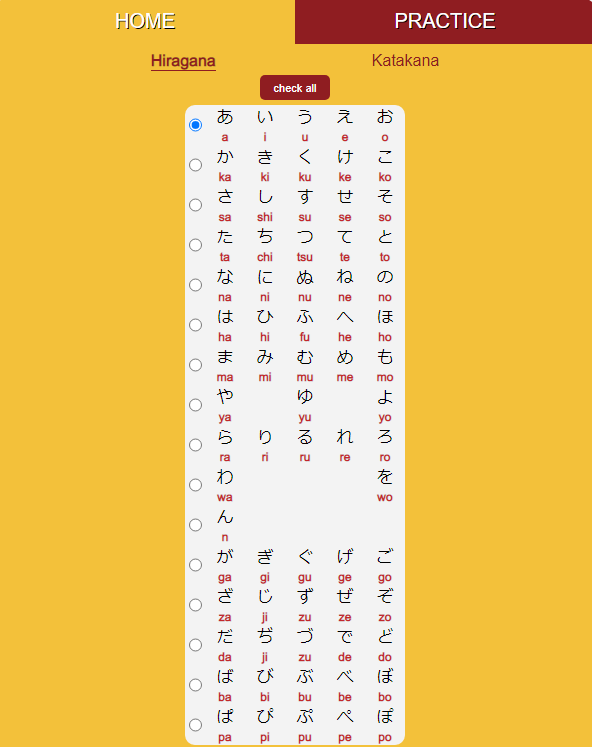 HOME PRACTICE
Hiragana Katakana
check all
あ い う え お
a i u e o
か き く け こ
ka ki ku ke ko
さ し す せ そ
sa shi su se so
た ち つ て と
ta chi tsu te to
な に ぬ ね の
na ni nu ne no
は ひ ふ へ ほ
ha hi fu he ho
ま み む め も
ma mi mu me mo
や ゆ よ
ya yu yo
ら り る れ ろ
ra ri ru re ro
わ を
wa wo
ん
n
が ぎ ぐ げ ご
ga gi gu ge go
ざ じ ず ぜ ぞ
za ji zu ze zo
だ ぢ づ で ど
da ji zu de do
ば び ぶ べ ぼ
ba bi bu be bo
ぱ ぴ ぷ ぺ ぽ
pa pi pu pe po